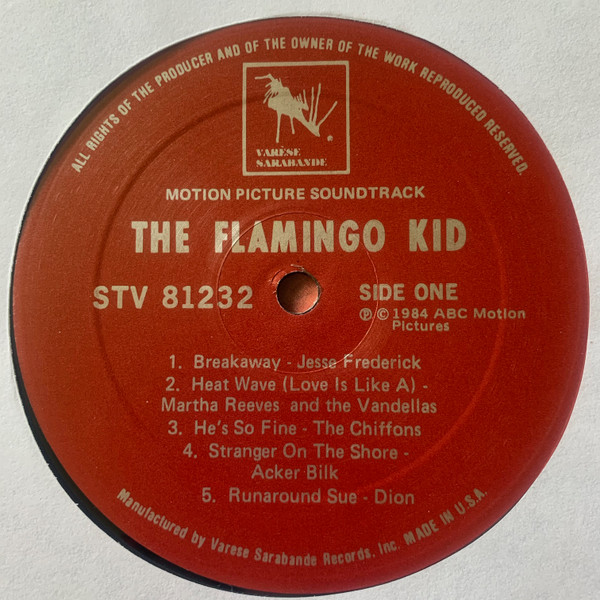 ALL RIGHTS OF THE PRODUCER AND OF THE OWNER OF THE WORK REPRODUCED RESERVED.
VARÈSE
SARABANDE
®
MOTION PICTURE SOUNDTRACK
THE FLAMINGO KID
STV 81232
SIDE ONE
℗ © 1984 ABC Motion
Pictures
1. Breakaway - Jesse Frederick
2. Heat Wave (Love Is Like A) -
Martha Reeves and the Vandellas
3. He's So Fine - The Chiffons
4. Stranger On The Shore -
Acker Bilk
5. Runaround Sue - Dion
Manufactured by Varese Sarabande Records, Inc. MADE IN U.S.A.